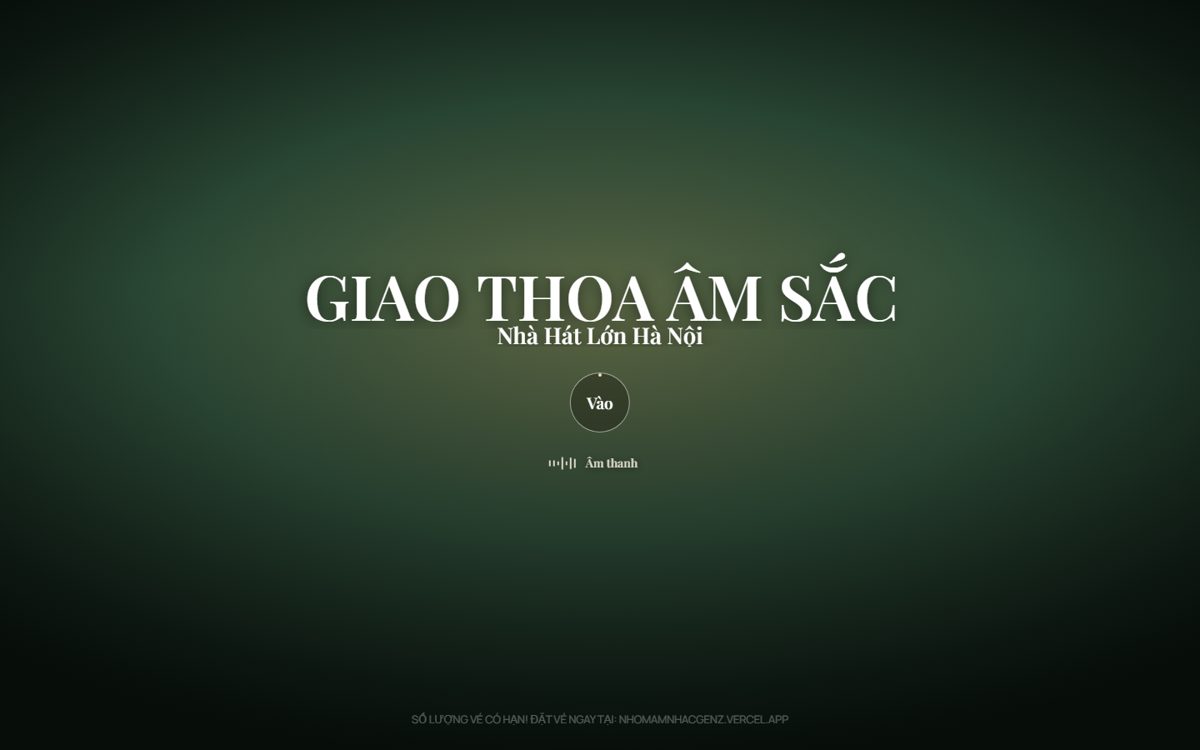 GIAO THOA ÂM SẮC
Nhà Hát Lớn Hà Nội
Vào
Âm thanh
SỐ LƯỢNG VÉ CÓ HẠN! ĐẶT VÉ NGAY TẠI: NHOMAMNHACGENZ.VERCEL.APP